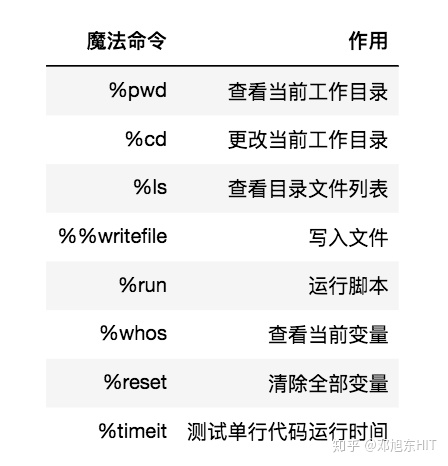 魔法命令 作用
%pwd 查看当前工作目录
%cd 更改当前工作目录
%ls 查看目录文件列表
%%writefile 写入文件
%run 运行脚本
%whos 查看当前变量
%reset 清除全部变量
%timeit 测试单行代码运行时间
知乎 @邓旭东HIT